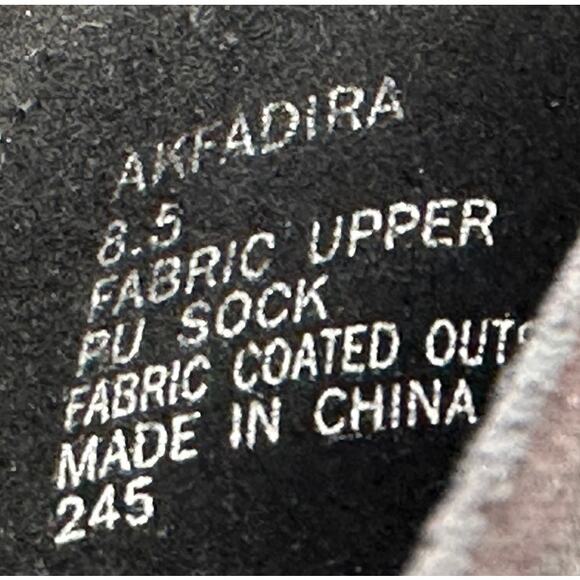 AKFADIRA
8.5
FABRIC UPPER
PU SOCK
FABRIC COATED OUTS
MADE IN CHINA
245